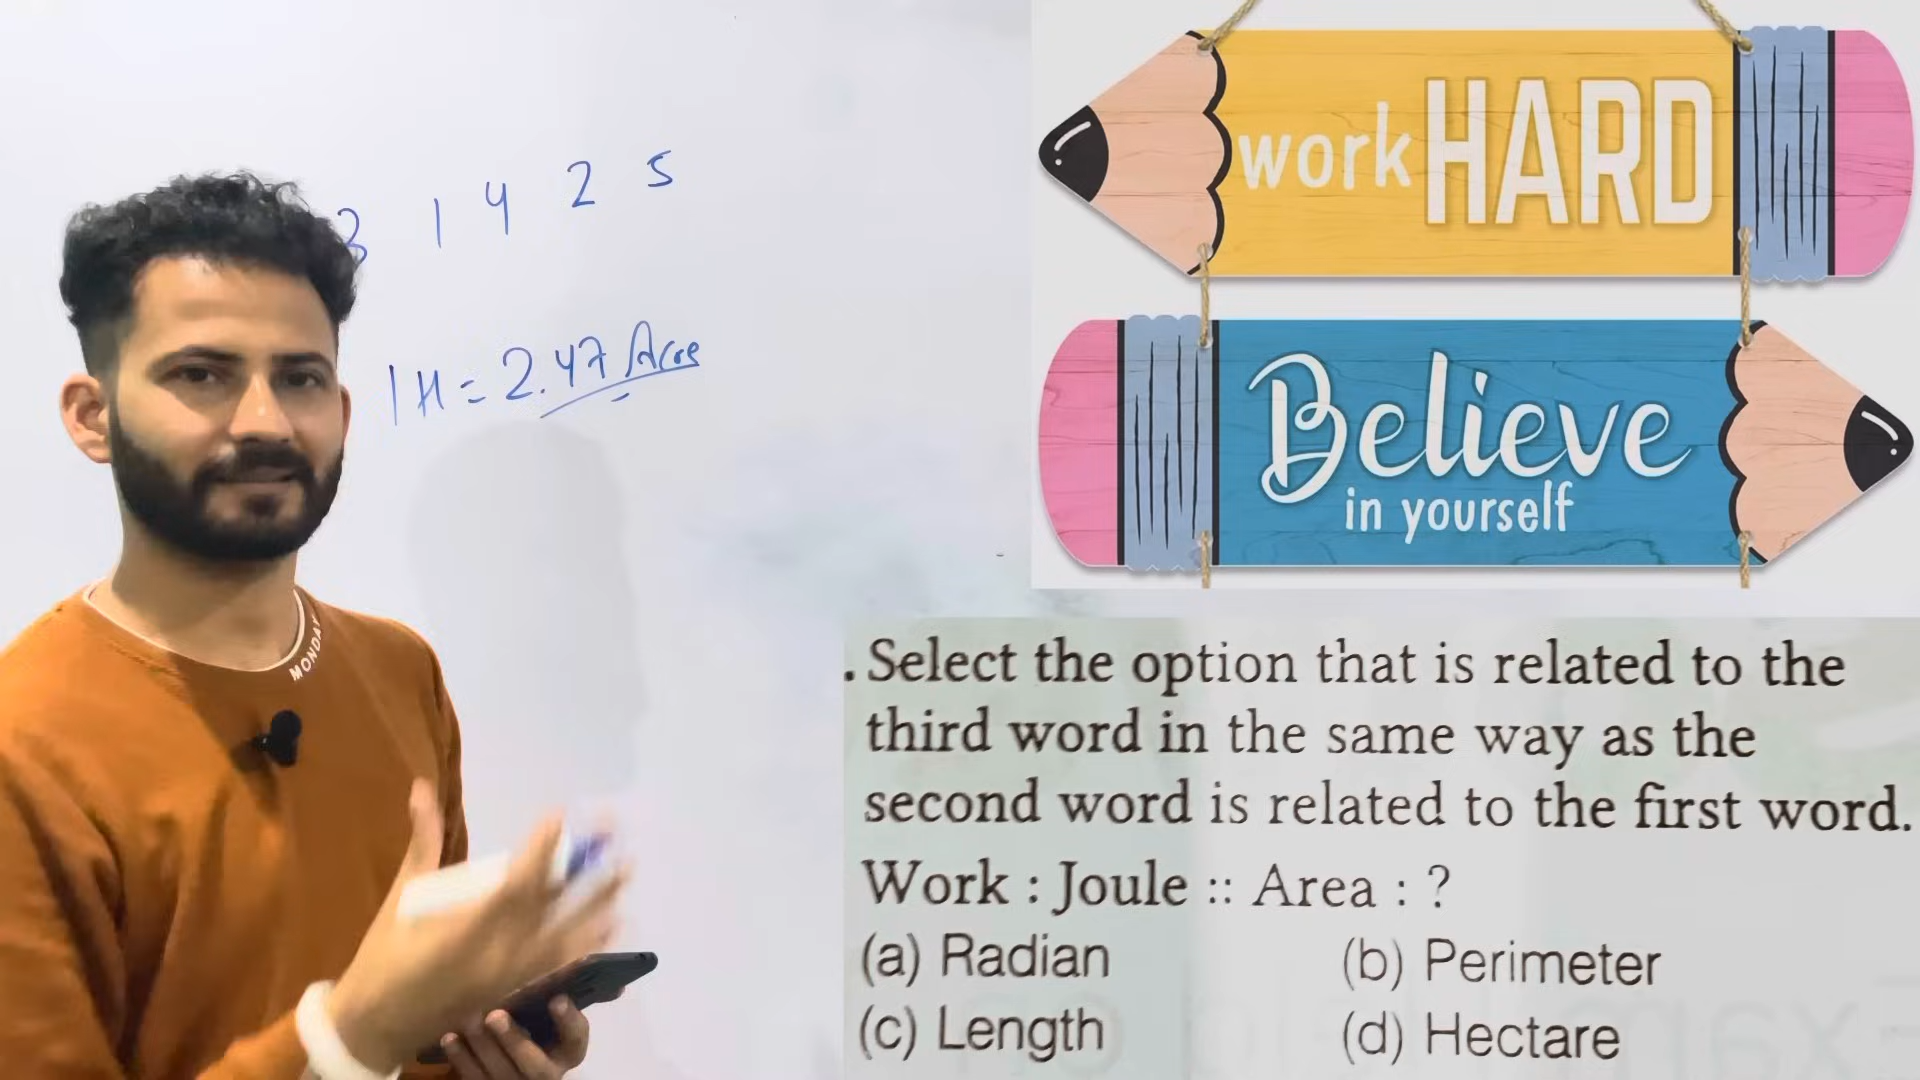 3 1 4 2 5
1 H = 2.47 Acre
work HARD
Believe
in yourself
MONDAY
. Select the option that is related to the
third word in the same way as the
second word is related to the first word.
Work : Joule :: Area : ?
(a) Radian (b) Perimeter
(c) Length (d) Hectare